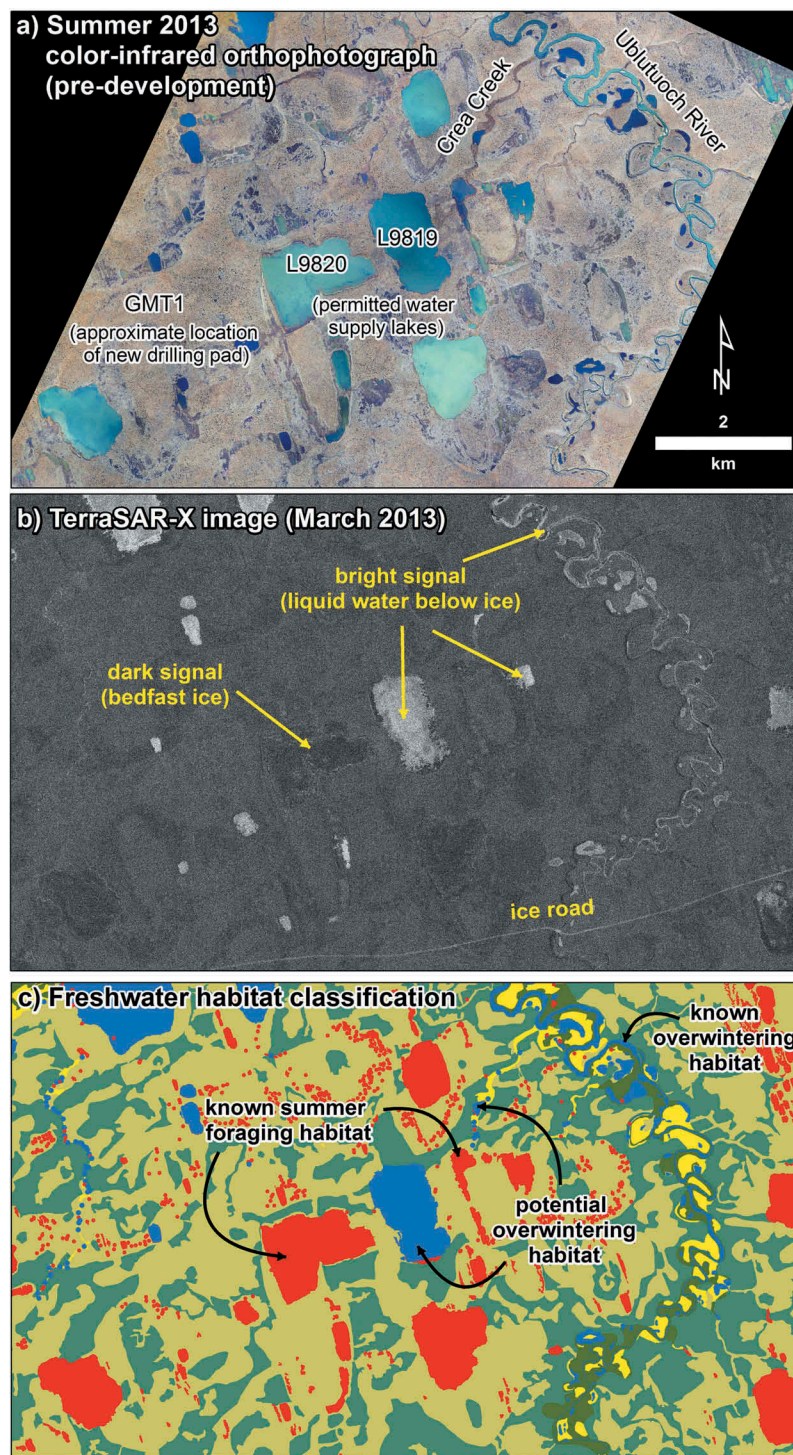 a) Summer 2013
color-infrared orthophotograph
(pre-development)
Crea Creek
Ublutuoch River
L9819
L9820
GMT1
(approximate location
of new drilling pad)
(permitted water
supply lakes)
N
2
km
b) TerraSAR-X image (March 2013)
bright signal
(liquid water below ice)
dark signal
(bedfast ice)
ice road
c) Freshwater habitat classification
known
overwintering
habitat
known summer
foraging habitat
potential
overwintering
habitat